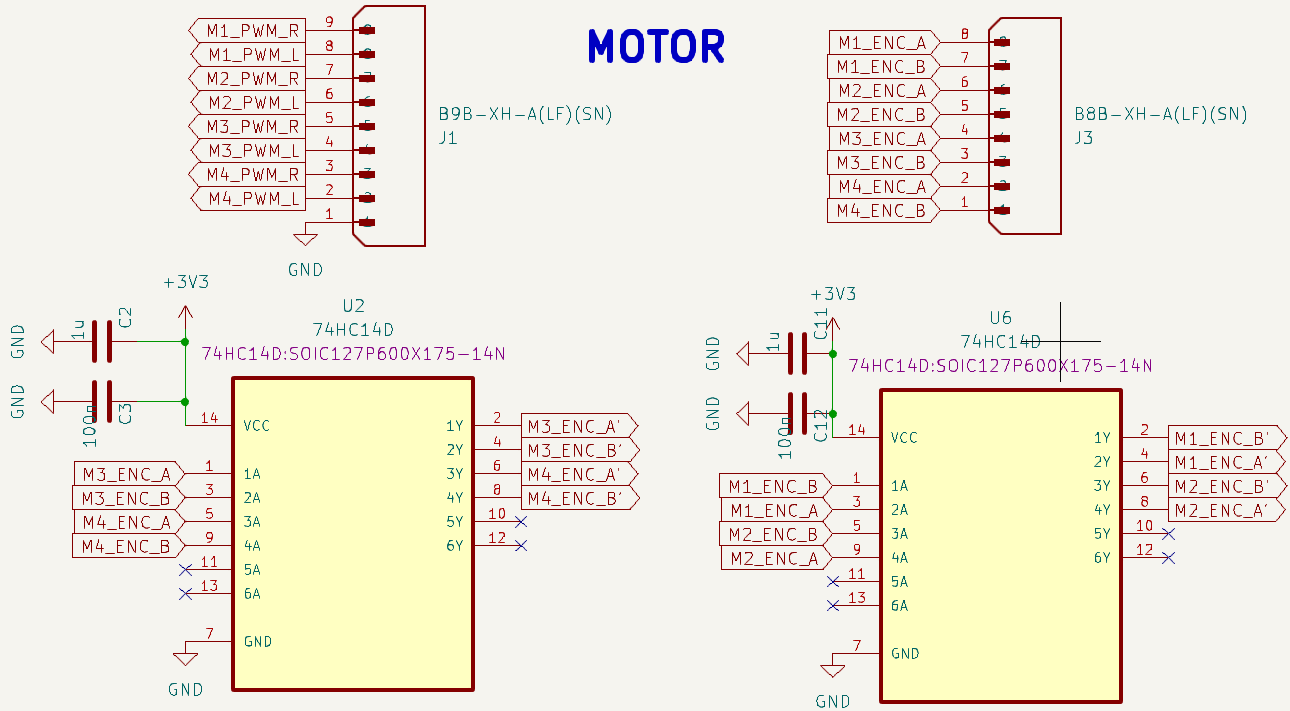 MOTOR
M1_PWM_R 9
M1_PWM_L 8
M2_PWM_R 7
M2_PWM_L 6
M3_PWM_R 5
M3_PWM_L 4
M4_PWM_R 3
M4_PWM_L 2
1
GND
B9B-XH-A(LF)(SN)
J1
M1_ENC_A 8
M1_ENC_B 7
M2_ENC_A 6
M2_ENC_B 5
M3_ENC_A 4
M3_ENC_B 3
M4_ENC_A 2
M4_ENC_B 1
B8B-XH-A(LF)(SN)
J3
+3V3
GND 1u C2
GND 100n C3
U2
74HC14D
74HC14D:SOIC127P600X175-14N
14 VCC 1Y 2 M3_ENC_A'
2Y 4 M3_ENC_B'
M3_ENC_A 1 1A 3Y 6 M4_ENC_A'
M3_ENC_B 3 2A 4Y 8 M4_ENC_B'
M4_ENC_A 5 3A 5Y 10
M4_ENC_B 9 4A 6Y 12
11 5A
13 6A
7 GND
GND
+3V3
GND 1u C11
GND 100n C12
U6
74HC14D
74HC14D:SOIC127P600X175-14N
14 VCC 1Y 2 M1_ENC_B'
2Y 4 M1_ENC_A'
M1_ENC_B 1 1A 3Y 6 M2_ENC_B'
M1_ENC_A 3 2A 4Y 8 M2_ENC_A'
M2_ENC_B 5 3A 5Y 10
M2_ENC_A 9 4A 6Y 12
11 5A
13 6A
7 GND
GND